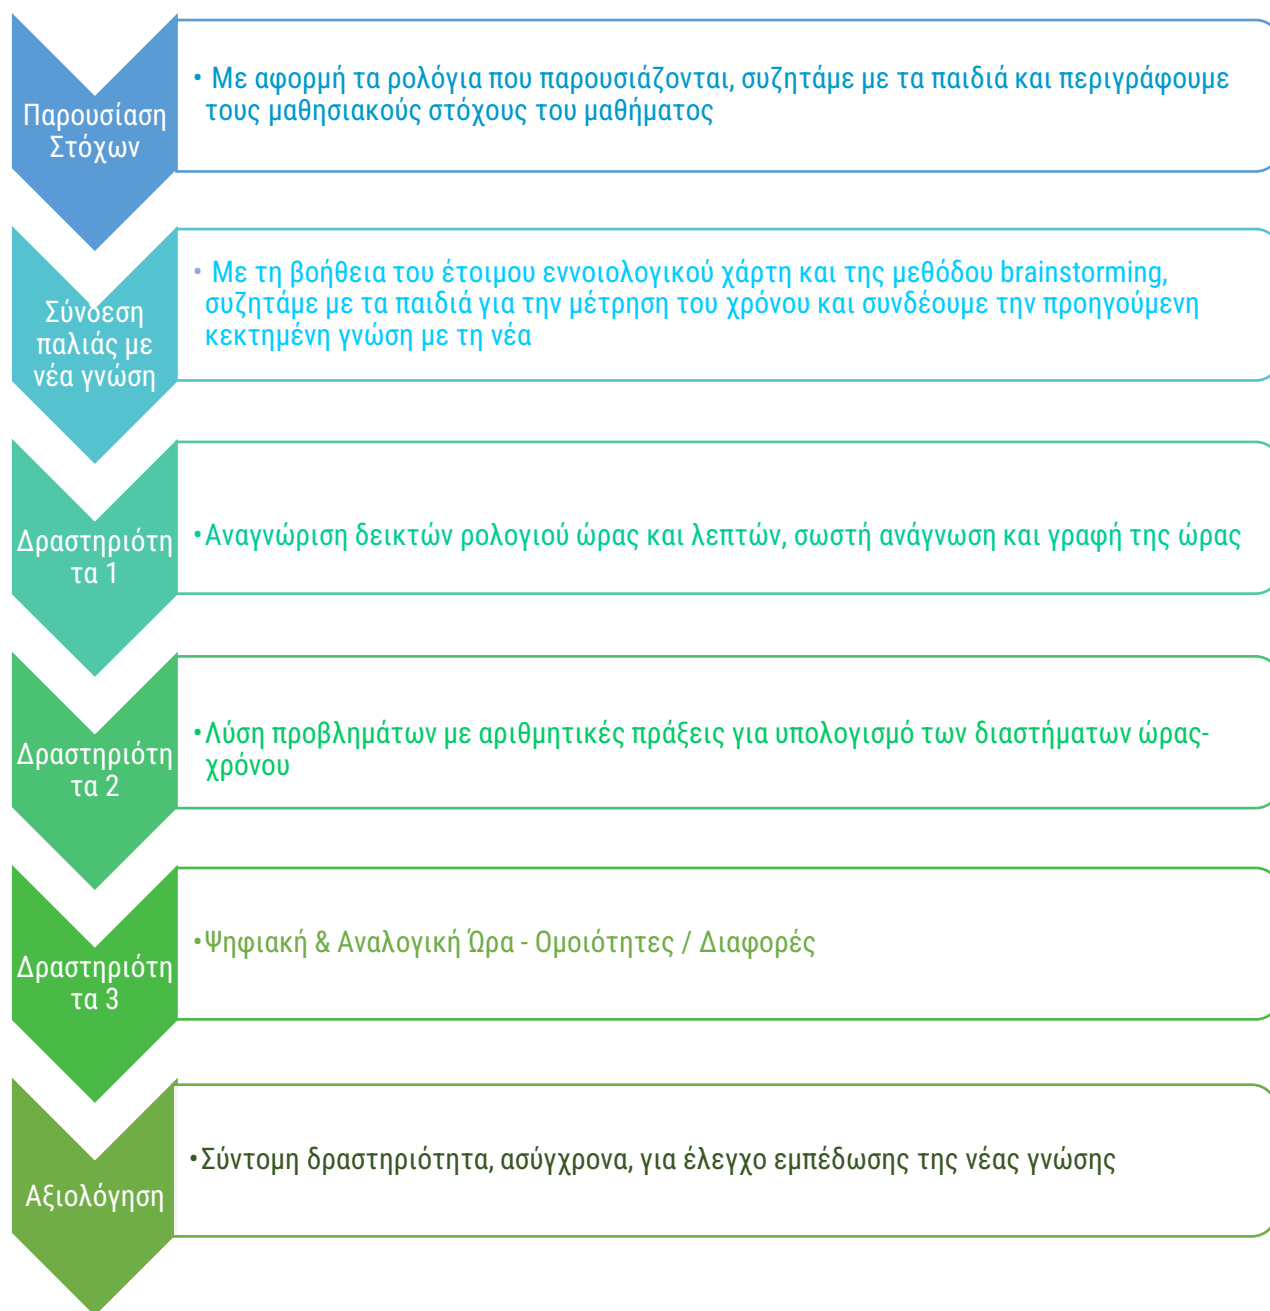 Παρουσίαση
Στόχων
• Με αφορμή τα ρολόγια που παρουσιάζονται, συζητάμε με τα παιδιά και περιγράφουμε
τους μαθησιακούς στόχους του μαθήματος
Σύνδεση
παλιάς με
νέα γνώση
• Με τη βοήθεια του έτοιμου εννοιολογικού χάρτη και της μεθόδου brainstorming,
συζητάμε με τα παιδιά για την μέτρηση του χρόνου και συνδέουμε την προηγούμενη
κεκτημένη γνώση με τη νέα
Δραστηριότη
τα 1
•Αναγνώριση δεικτών ρολογιού ώρας και λεπτών, σωστή ανάγνωση και γραφή της ώρας
Δραστηριότη
τα 2
•Λύση προβλημάτων με αριθμητικές πράξεις για υπολογισμό των διαστήματων ώρας-
χρόνου
Δραστηριότη
τα 3
•Ψηφιακή & Αναλογική Ώρα - Ομοιότητες / Διαφορές
Αξιολόγηση
•Σύντομη δραστηριότητα, ασύγχρονα, για έλεγχο εμπέδωσης της νέας γνώσης